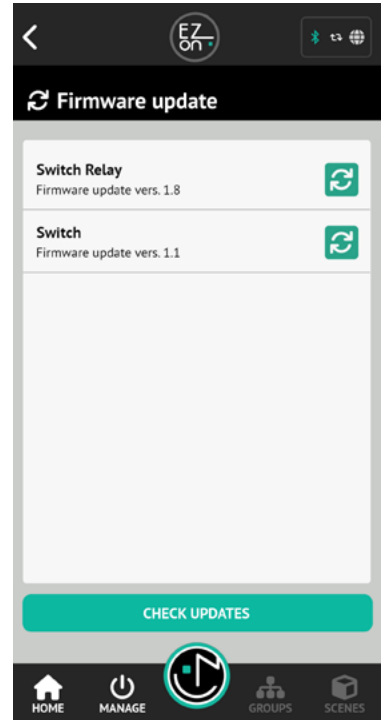 EZ
on
Firmware update
Switch Relay
Firmware update vers. 1.8
Switch
Firmware update vers. 1.1
CHECK UPDATES
HOME MANAGE GROUPS SCENES